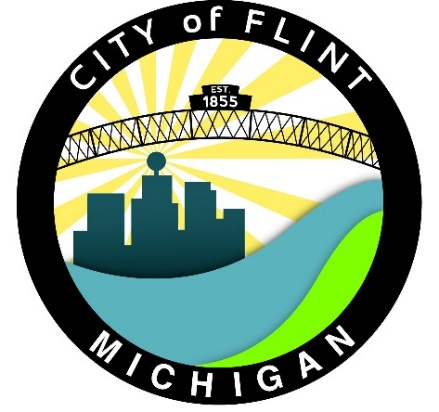 CITY of FLINT
EST.
1855
MICHIGAN